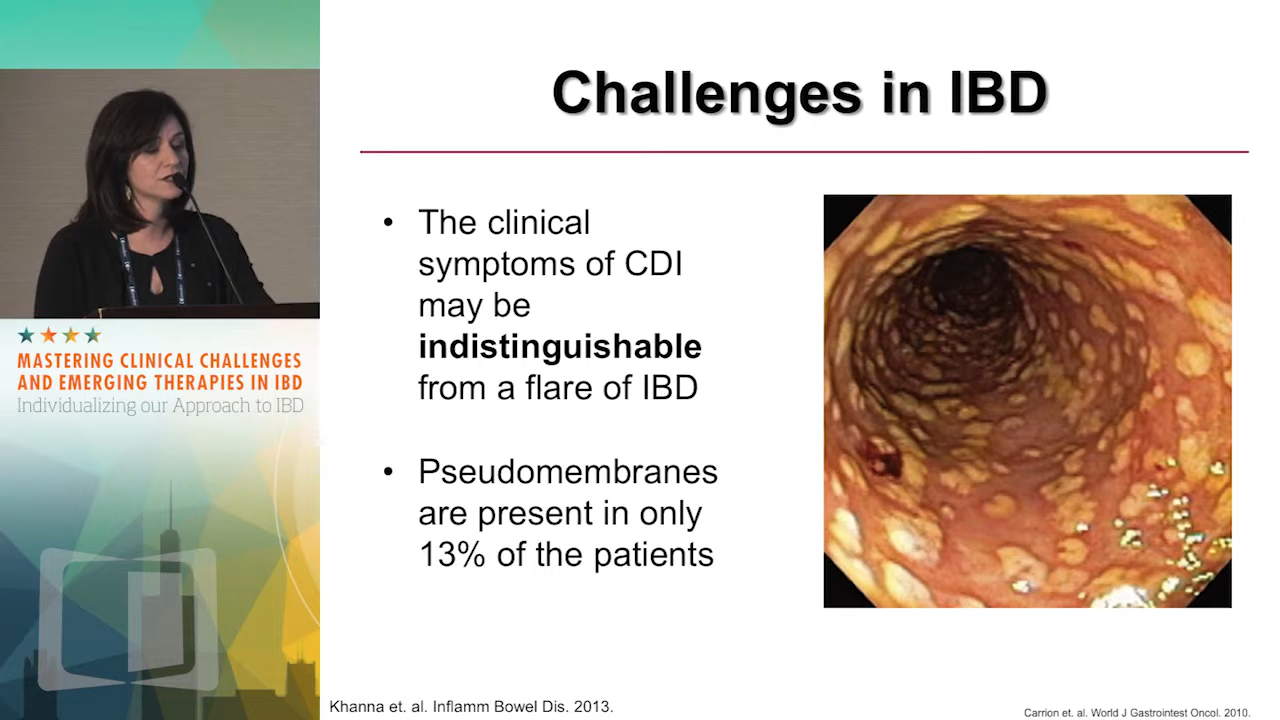 Challenges in IBD
• The clinical
symptoms of CDI
may be
indistinguishable
from a flare of IBD
• Pseudomembranes
are present in only
13% of the patients
MASTERING CLINICAL CHALLENGES
AND EMERGING THERAPIES IN IBD
Individualizing our Approach to IBD
Khanna et. al. Inflamm Bowel Dis. 2013.
Carrion et. al. World J Gastrointest Oncol. 2010.